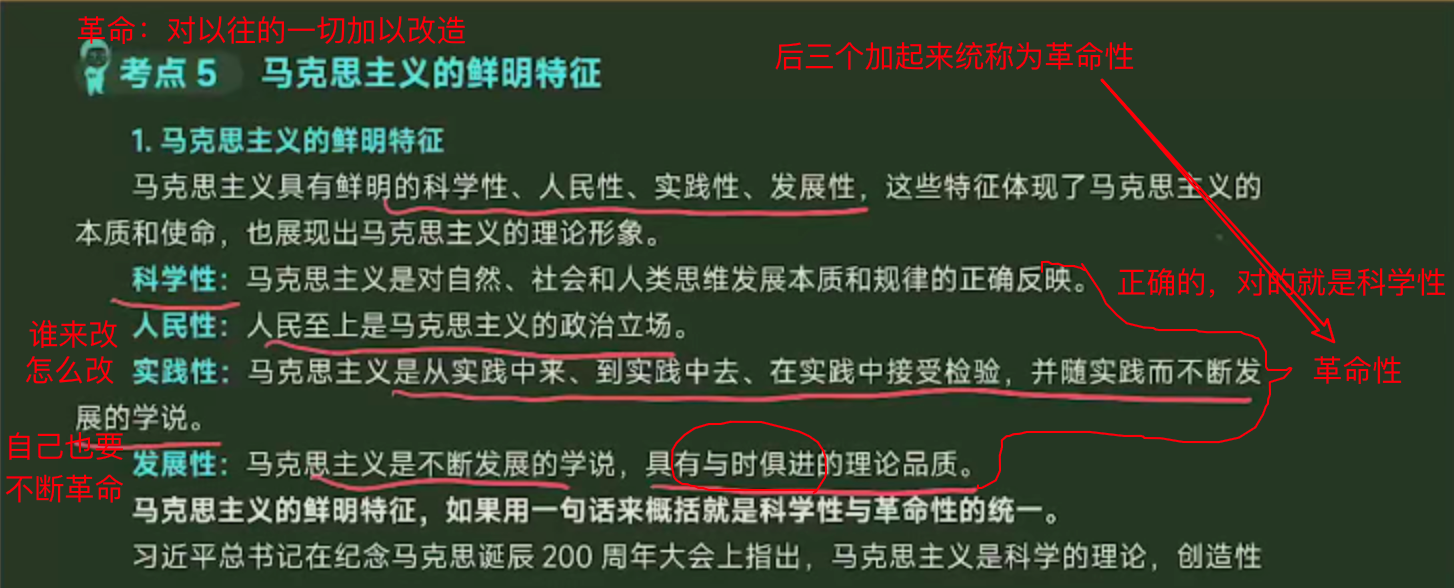 革命：对以往的一切加以改造
后三个加起来统称为革命性
考点 5 马克思主义的鲜明特征
1. 马克思主义的鲜明特征
马克思主义具有鲜明的科学性、人民性、实践性、发展性，这些特征体现了马克思主义的
本质和使命，也展现出马克思主义的理论形象。
科学性：马克思主义是对自然、社会和人类思维发展本质和规律的正确反映。
正确的，对的就是科学性
谁来改
人民性：人民至上是马克思主义的政治立场。
怎么改
实践性：马克思主义是从实践中来、到实践中去、在实践中接受检验，并随实践而不断发
革命性
展的学说。
自己也要
不断革命
发展性：马克思主义是不断发展的学说，具有与时俱进的理论品质。
马克思主义的鲜明特征，如果用一句话来概括就是科学性与革命性的统一。
习近平总书记在纪念马克思诞辰 200 周年大会上指出，马克思主义是科学的理论，创造性